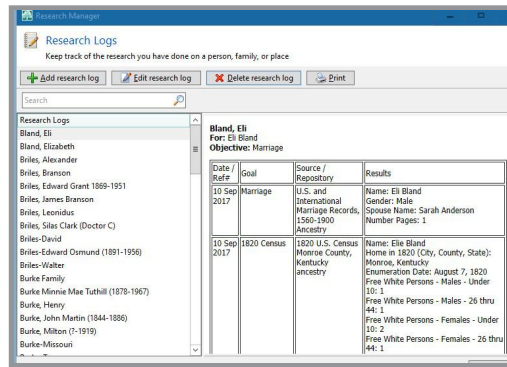 Research Manager
Research Logs
Keep track of the research you have done on a person, family, or place
Add research log
Edit research log
Delete research log
Print
Search
Research Logs
Bland, Eli
Bland, Elizabeth
Briles, Alexander
Briles, Branson
Briles, Edward Grant 1869-1951
Briles, James Branson
Briles, Leonidus
Briles, Silas Clark (Doctor C)
Briles-David
Briles-Edward Osmund (1891-1956)
Briles-Walter
Burke Family
Burke Minnie Mae Tuthill (1878-1967)
Burke, Henry
Burke, John Martin (1844-1886)
Burke, Milton (?-1919)
Burke-Missouri
Bland, Eli
For: Eli Bland
Objective: Marriage
Date /
Ref#
Goal
Source /
Repository
Results
10 Sep
2017
Marriage
U.S. and
International
Marriage Records,
1560-1900
Ancestry
Name: Eli Bland
Gender: Male
Spouse Name: Sarah Anderson
Number Pages: 1
10 Sep
2017
1820 Census
1820 U.S. Census
Monroe County,
Kentucky
ancestry
Name: Elie Bland
Home in 1820 (City, County, State):
Monroe, Kentucky
Enumeration Date: August 7, 1820
Free White Persons - Males - Under
10: 1
Free White Persons - Males - 26 thru
44: 1
Free White Persons - Females - Under
10: 2
Free White Persons - Females - 26 thru
44: 1